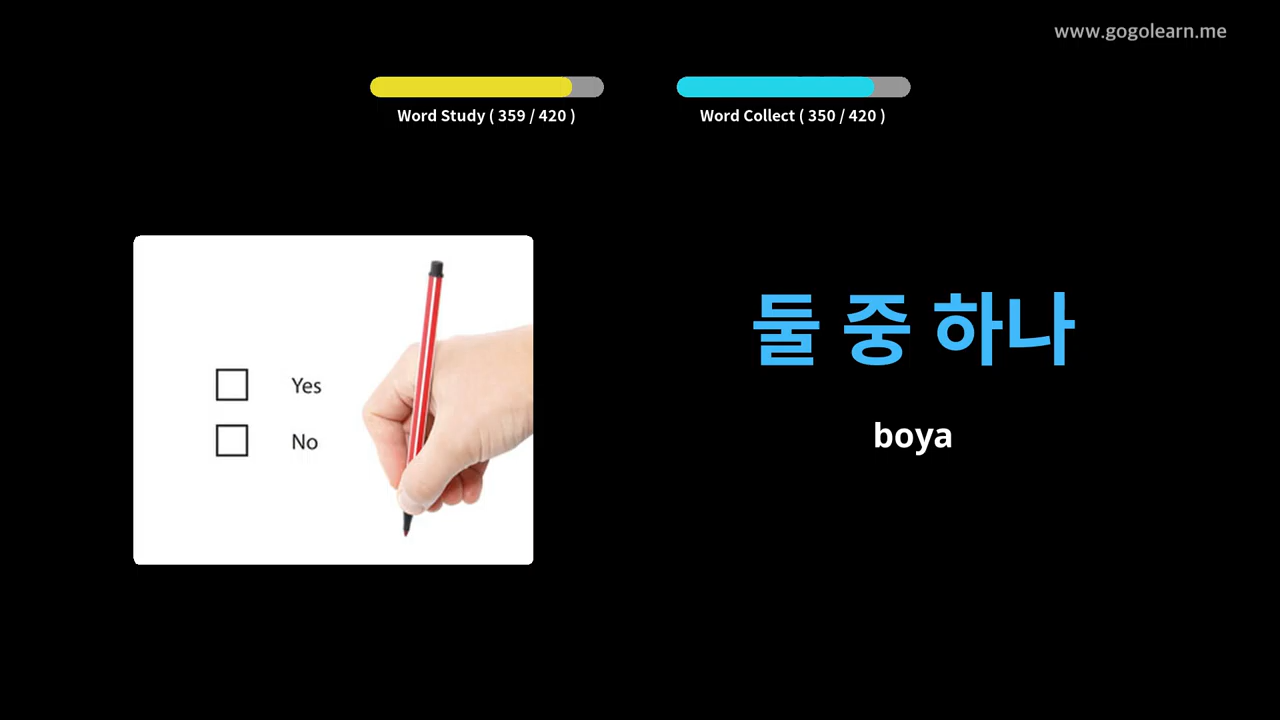 www.gogolearn.me
Word Study ( 359 / 420 )
Word Collect ( 350 / 420 )
Yes
No
둘 중 하나
boya